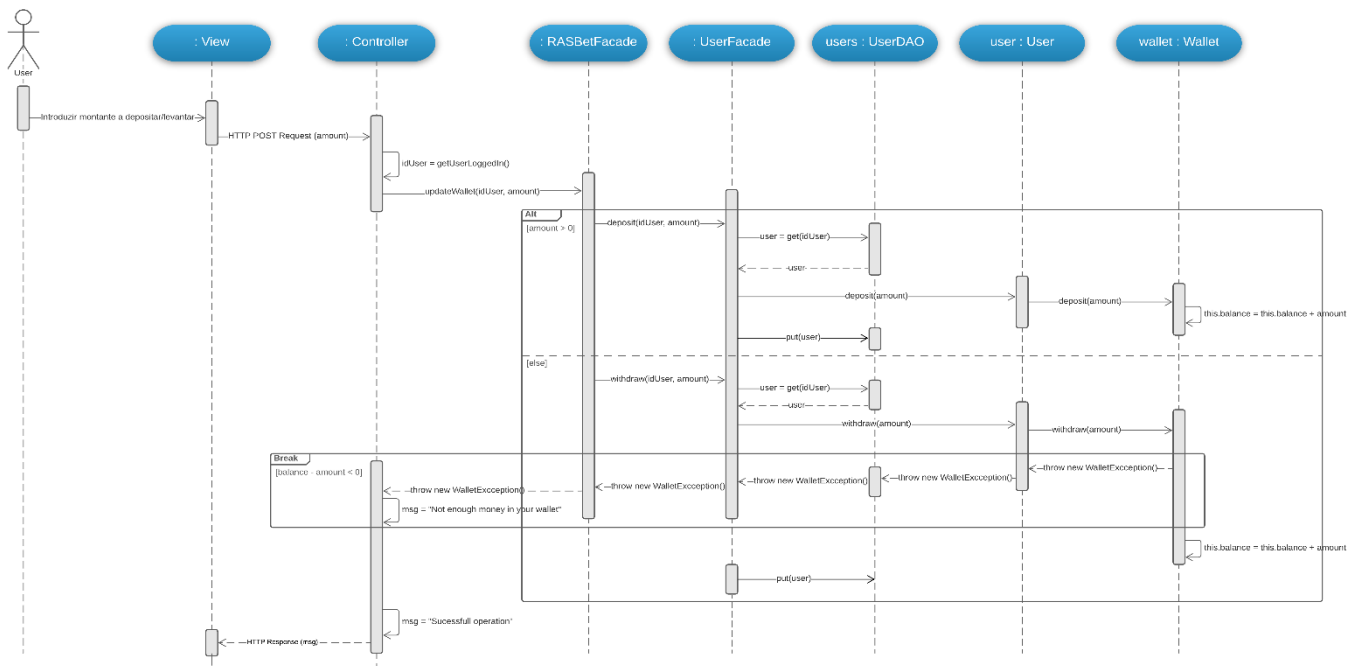 : View
: Controller
: RASBetFacade
: UserFacade
users : UserDAO
user : User
wallet : Wallet
User
Introduzir montante a depositar/levantar
HTTP POST Request (amount)
idUser = getUserLoggedIn()
updateWallet(idUser, amount)
Alt
[amount > 0]
deposit(idUser, amount)
user = get(idUser)
user
deposit(amount)
deposit(amount)
this.balance = this.balance + amount
put(user)
[else]
withdraw(idUser, amount)
user = get(idUser)
user
withdraw(amount)
withdraw(amount)
Break
[balance - amount < 0]
throw new WalletExcception()
throw new WalletExcception()
throw new WalletExcception()
throw new WalletExcception()
throw new WalletExcception()
msg = "Not enough money in your wallet"
this.balance = this.balance + amount
put(user)
msg = "Sucessfull operation"
HTTP Response (msg)